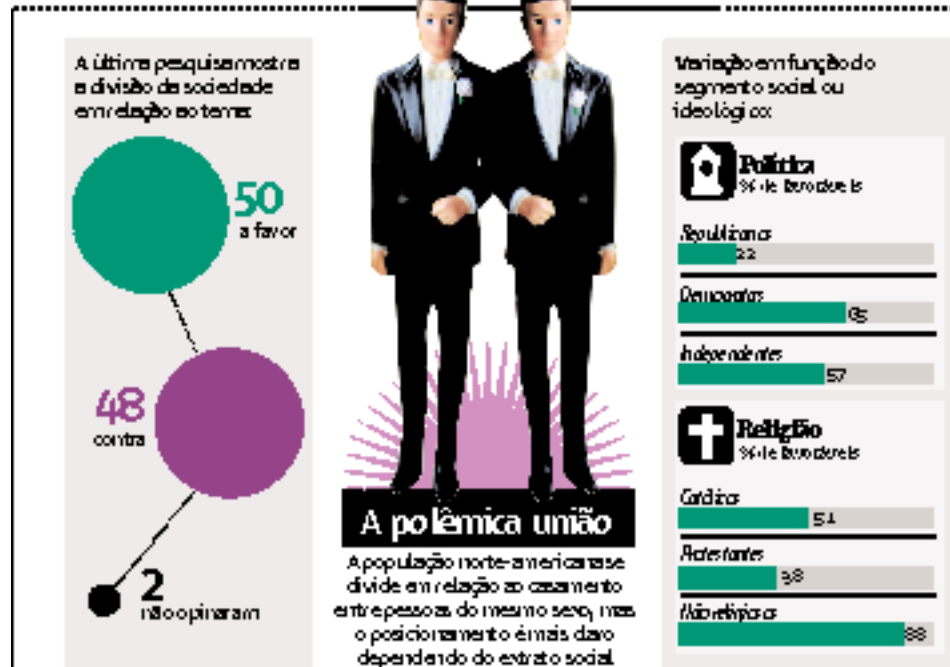 A última pesquisa mostra
a divisão da sociedade
em relação ao tema:
50
a favor
48
contra
2
não opinaram
A polêmica união
A população norte-americana se
divide em relação ao casamento
entre pessoas do mesmo sexo, mas
o posicionamento é mais claro
dependendo do extrato social
Variação em função do
segmento social ou
ideológico:
Política
% de favoráveis
Republicanos
22
Democratas
65
Independentes
57
Religião
% de favoráveis
Católicos
51
Protestantes
38
Não religiosos
88